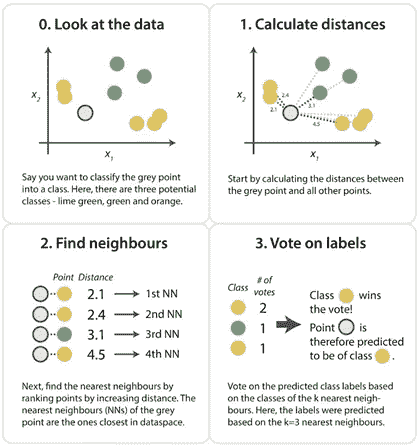 0. Look at the data
x2
x1
Say you want to classify the grey point
into a class. Here, there are three potential
classes - lime green, green and orange.
1. Calculate distances
x2
2.4
2.1
3.1
4.5
x1
Start by calculating the distances between
the grey point and all other points.
2. Find neighbours
Point Distance
2.1 1st NN
2.4 2nd NN
3.1 3rd NN
4.5 4th NN
Next, find the nearest neighbours by
ranking points by increasing distance. The
nearest neighbours (NNs) of the grey
point are the ones closest in dataspace.
3. Vote on labels
Class # of
votes
2
1
1
Class wins
the vote!
Point is
therefore predicted
to be of class .
Vote on the predicted class labels based
on the classes of the k nearest neigh-
bours. Here, the labels were predicted
based on the k=3 nearest neighbours.